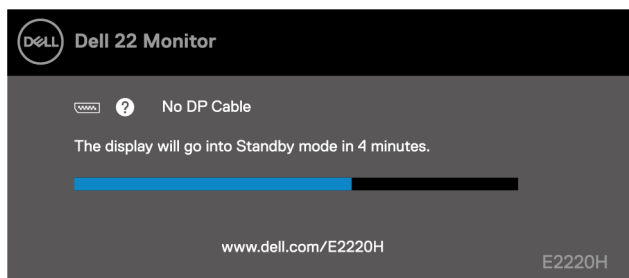 DELL Dell 22 Monitor
? No DP Cable
The display will go into Standby mode in 4 minutes.
www.dell.com/E2220H
E2220H